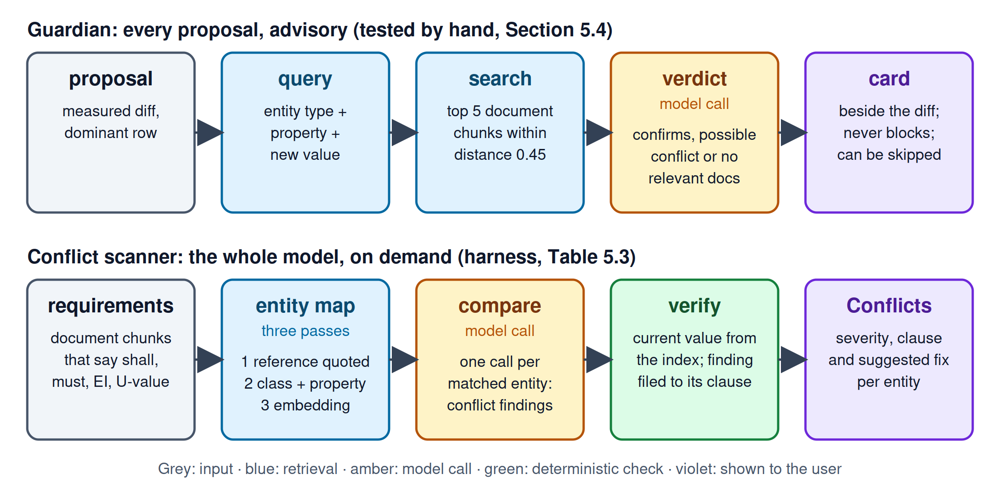 Guardian: every proposal, advisory (tested by hand, Section 5.4)
proposal
measured diff,
dominant row
query
entity type +
property +
new value
search
top 5 document
chunks within
distance 0.45
verdict
model call
confirms, possible
conflict or no
relevant docs
card
beside the diff;
never blocks;
can be skipped
Conflict scanner: the whole model, on demand (harness, Table 5.3)
requirements
document chunks
that say shall,
must, EI, U-value
entity map
three passes
1 reference quoted
2 class + property
3 embedding
compare
model call
one call per
matched entity:
conflict findings
verify
current value from
the index; finding
filed to its clause
Conflicts
severity, clause
and suggested fix
per entity
Grey: input · blue: retrieval · amber: model call · green: deterministic check · violet: shown to the user